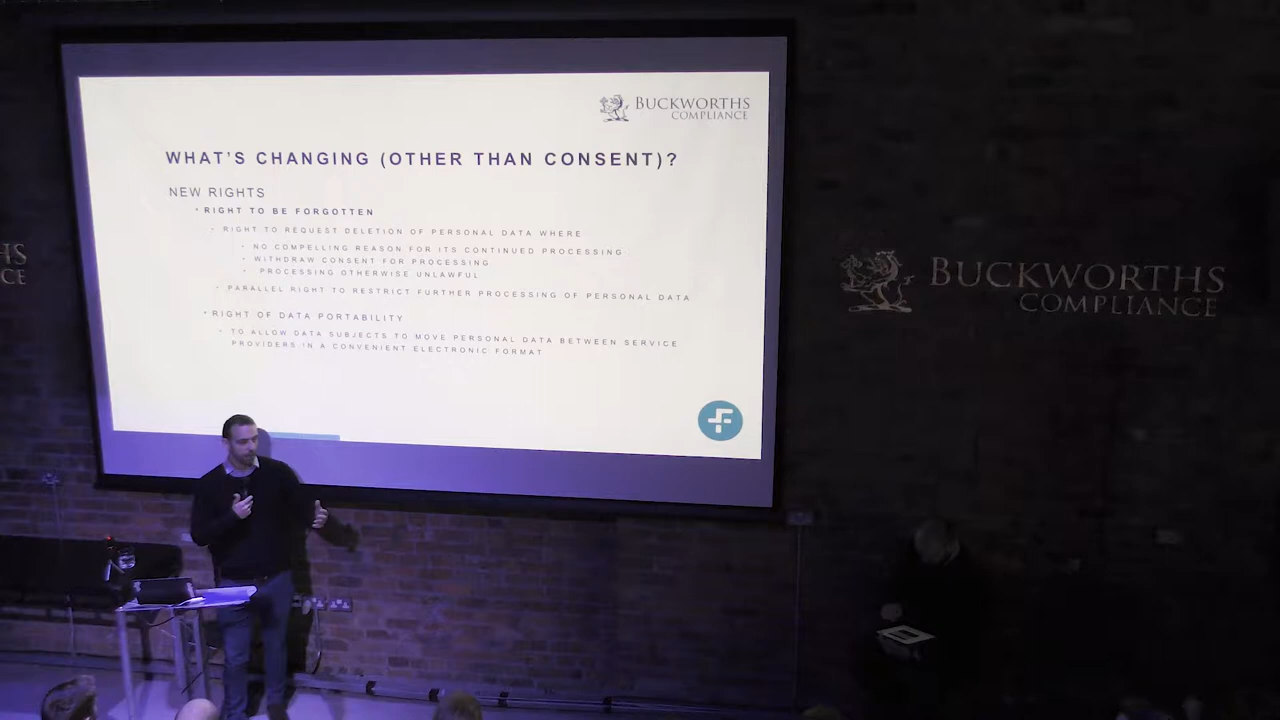 BUCKWORTHS
COMPLIANCE
WHAT'S CHANGING (OTHER THAN CONSENT)?
NEW RIGHTS
• RIGHT TO BE FORGOTTEN
- RIGHT TO REQUEST DELETION OF PERSONAL DATA WHERE
• NO COMPELLING REASON FOR ITS CONTINUED PROCESSING
• WITHDRAW CONSENT FOR PROCESSING
• PROCESSING OTHERWISE UNLAWFUL
- PARALLEL RIGHT TO RESTRICT FURTHER PROCESSING OF PERSONAL DATA
• RIGHT OF DATA PORTABILITY
- TO ALLOW DATA SUBJECTS TO MOVE PERSONAL DATA BETWEEN SERVICE
PROVIDERS IN A CONVENIENT ELECTRONIC FORMAT
HS
CE
BUCKWORTHS
COMPLIANCE